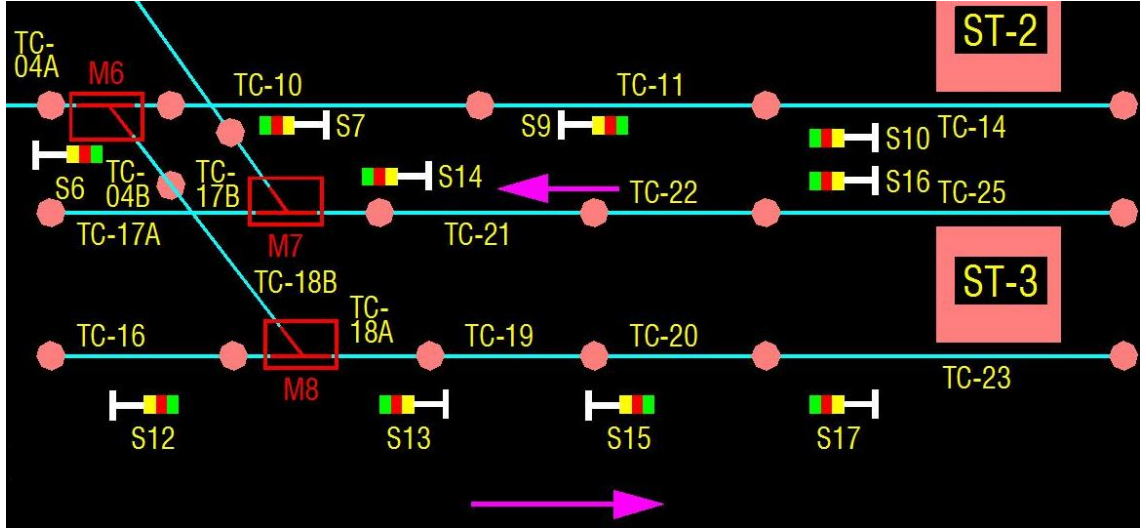 ST-2
TC-
04A
M6
TC-10
TC-11
S7
S9
S10
TC-14
S6
TC-
04B
TC-
17B
S14
S16
TC-22
TC-25
TC-17A
M7
TC-21
ST-3
TC-18B
TC-
18A
TC-16
TC-19
TC-20
M8
TC-23
S12
S13
S15
S17